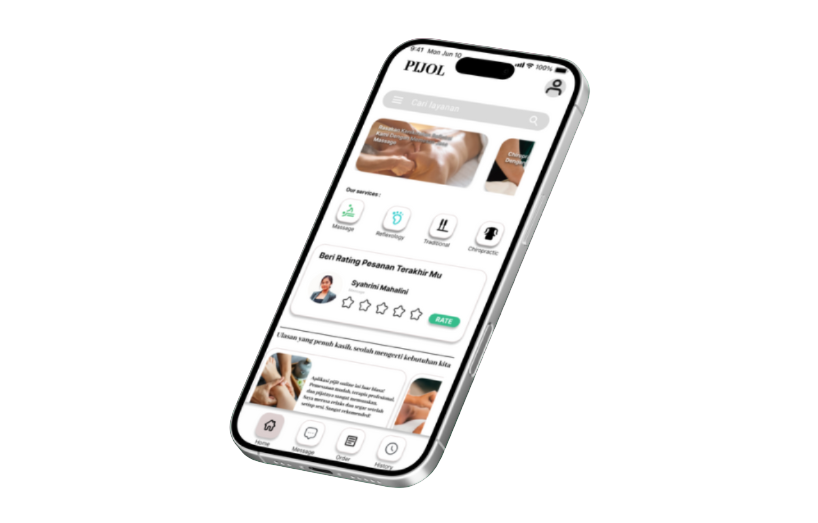 9:41 Mon Jun 10
100%
PIJOL
Cari layanan
Massage
Our services :
Massage
Reflexology
Traditional
Chiropractic
Beri Rating Pesanan Terakhir Mu
Syahrini Mahalini
RATE
Ulasan yang penuh kasih, seolah mengerti kebutuhan kita
Aplikasi pijit online ini luar biasa!
Pemesanan mudah, terapis profesional,
dan pijatnya sangat memuaskan.
Saya merasa rileks dan segar setelah
setiap sesi. Sangat rekomended!
Home
Message
Order
History